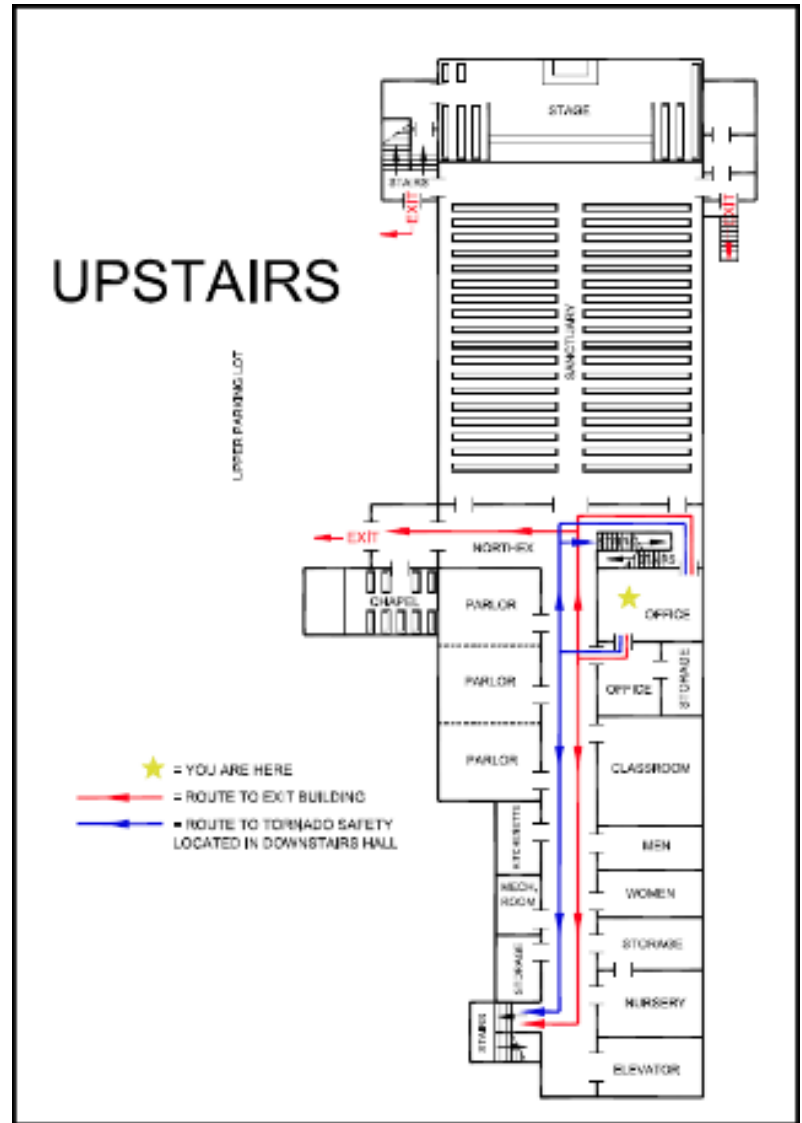 STAGE
STAIRS
EXIT
EXIT
UPSTAIRS
SANCTUARY
UPPER PARKING LOT
EXIT
NORTHEX
CHAPEL
PARLOR
OFFICE
PARLOR
OFFICE
STORAGE
PARLOR
CLASSROOM
= YOU ARE HERE
= ROUTE TO EXIT BUILDING
= ROUTE TO TORNADO SAFETY
LOCATED IN DOWNSTAIRS HALL
KITCHENETTE
MEN
MECH.
ROOM
WOMEN
STORAGE
STORAGE
NURSERY
STAIRS
ELEVATOR